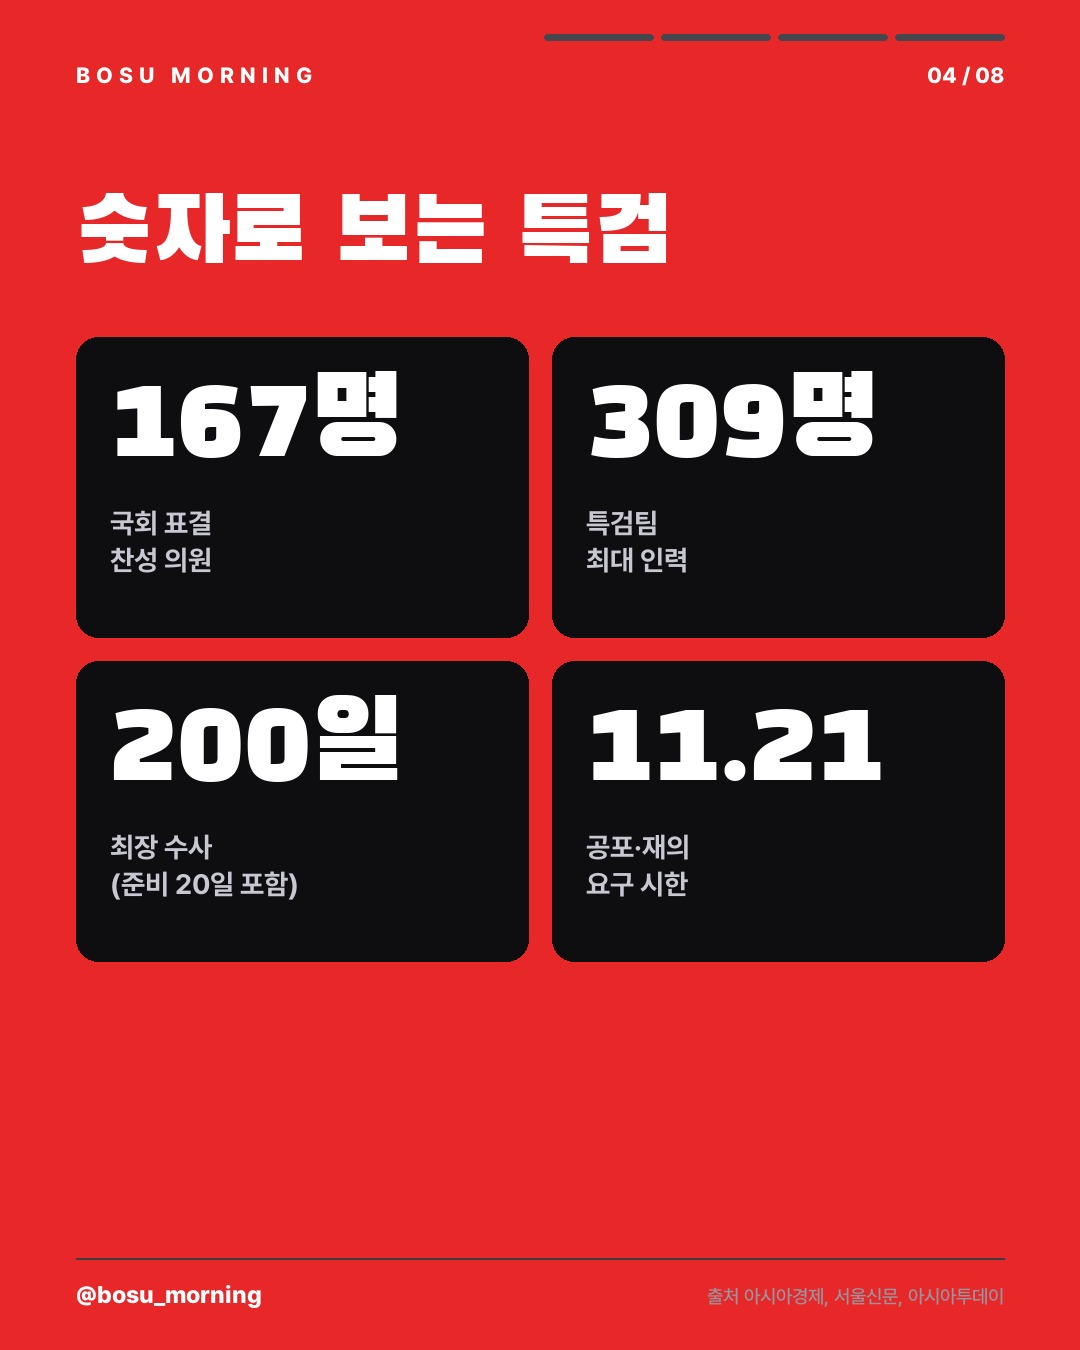 BOSU MORNING
04 / 08
숫자로 보는 특검
167명
국회 표결
찬성 의원
309명
특검팀
최대 인력
200일
최장 수사
(준비 20일 포함)
11.21
공포·재의
요구 시한
@bosu_morning
출처 아시아경제, 서울신문, 아시아투데이